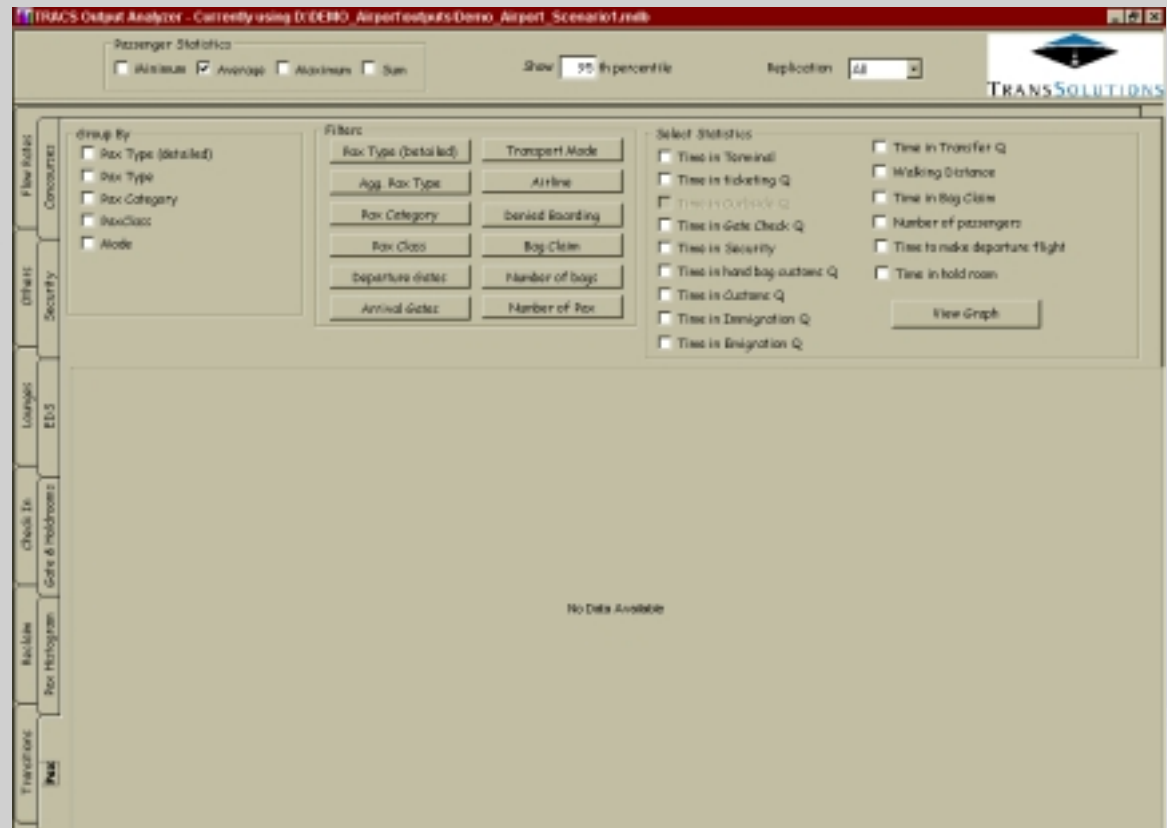 TRACS Output Analyzer - Currently using D:\DEMO_Airport\outputs\Demo_Airport_Scenario1.mdb
Passenger Statistics
Minimum Average Maximum Sum
Show 95 th percentile
Replication All
TRANSSOLUTIONS
Flow Rates
Concourses
Others
Security
Lounges
EDS
Check In
Gate & Holdrooms
Reclaim
Pax Histogram
Transitions
Pax
Group By
Pax Type (detailed)
Pax Type
Pax Category
PaxClass
Mode
Filters
Pax Type (Detailed)
Transport Mode
Agg. Pax Type
Airline
Pax Category
Denied Boarding
Pax Class
Bag Claim
Departure Gates
Number of bags
Arrival Gates
Number of Pax
Select Statistics
Time in Terminal
Time in ticketing Q
Time in Curbside Q
Time in Gate Check Q
Time in Security
Time in hand bag customs Q
Time in Customs Q
Time in Immigration Q
Time in Emigration Q
Time in Transfer Q
Walking Distance
Time in Bag Claim
Number of passengers
Time to make departure flight
Time in hold room
View Graph
No Data Available